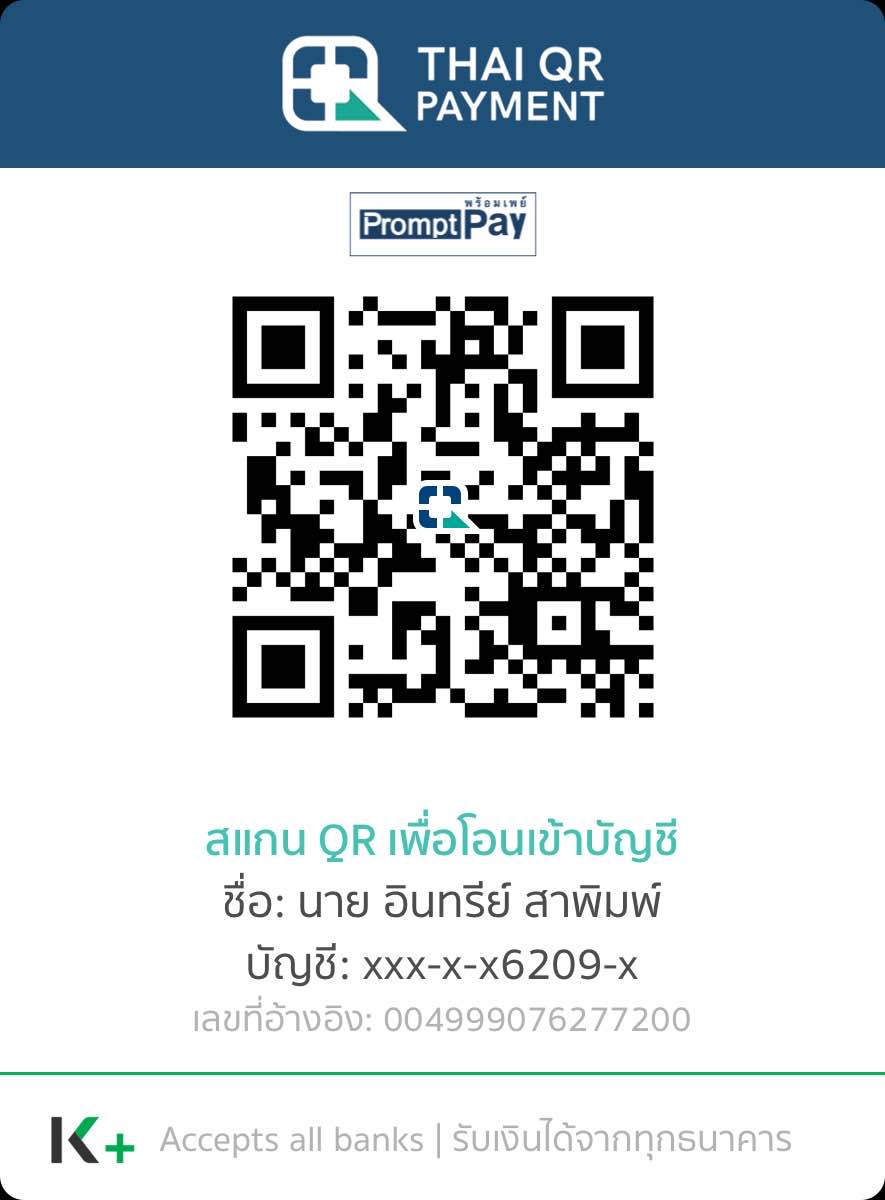 THAI QR
PAYMENT
พร้อมเพย์
PromptPay
สแกน QR เพื่อโอนเข้าบัญชี
ชื่อ: นาย อินทรีย์ สาพิมพ์
บัญชี: xxx-x-x6209-x
เลขที่อ้างอิง: 004999076277200
K+ Accepts all banks | รับเงินได้จากทุกธนาคาร